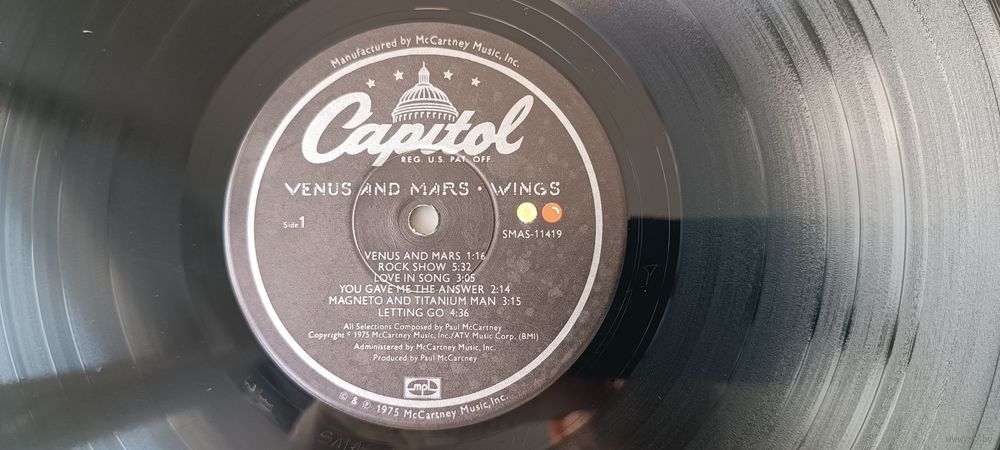 Manufactured by McCartney Music, Inc.
Capitol
REG. U.S. PAT. OFF.
VENUS AND MARS · WINGS
Side 1
SMAS-11419
VENUS AND MARS 1:16
ROCK SHOW 5:32
LOVE IN SONG 3:05
YOU GAVE ME THE ANSWER 2:14
MAGNETO AND TITANIUM MAN 3:15
LETTING GO 4:36
All Selections Composed by Paul McCartney
Copyright © 1975 McCartney Music, Inc./ATV Music Corp. (BMI)
Administered by McCartney Music, Inc.
Produced by Paul McCartney
mpl
© & ℗ 1975 McCartney Music, Inc.